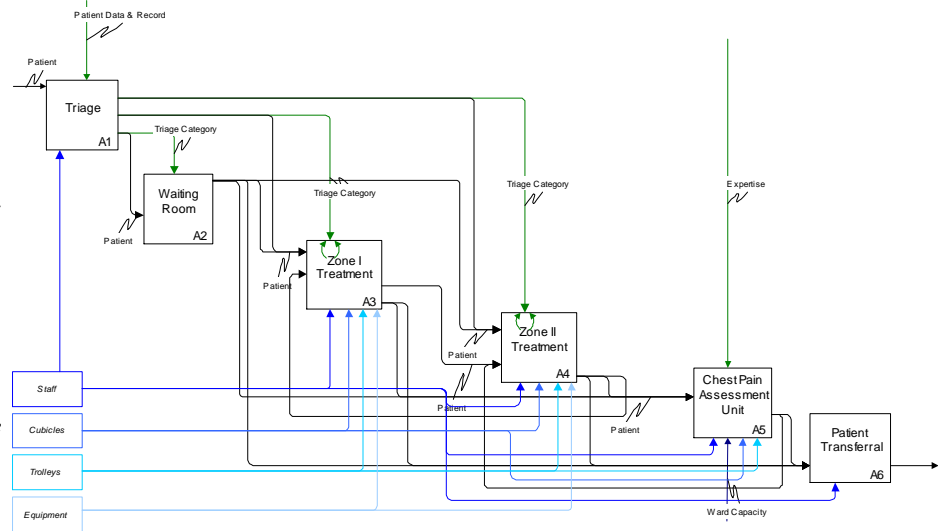 Patient Data & Record
Patient
Triage
A1
Triage Category
Waiting
Room
A2
Patient
Triage Category
Triage Category
Expertise
Zone I
Treatment
A3
Patient
Zone II
Treatment
A4
Patient
Patient
Patient
Chest Pain
Assessment
Unit
A5
Patient
Transferral
A6
Staff
Cubicles
Trolleys
Equipment
Ward Capacity